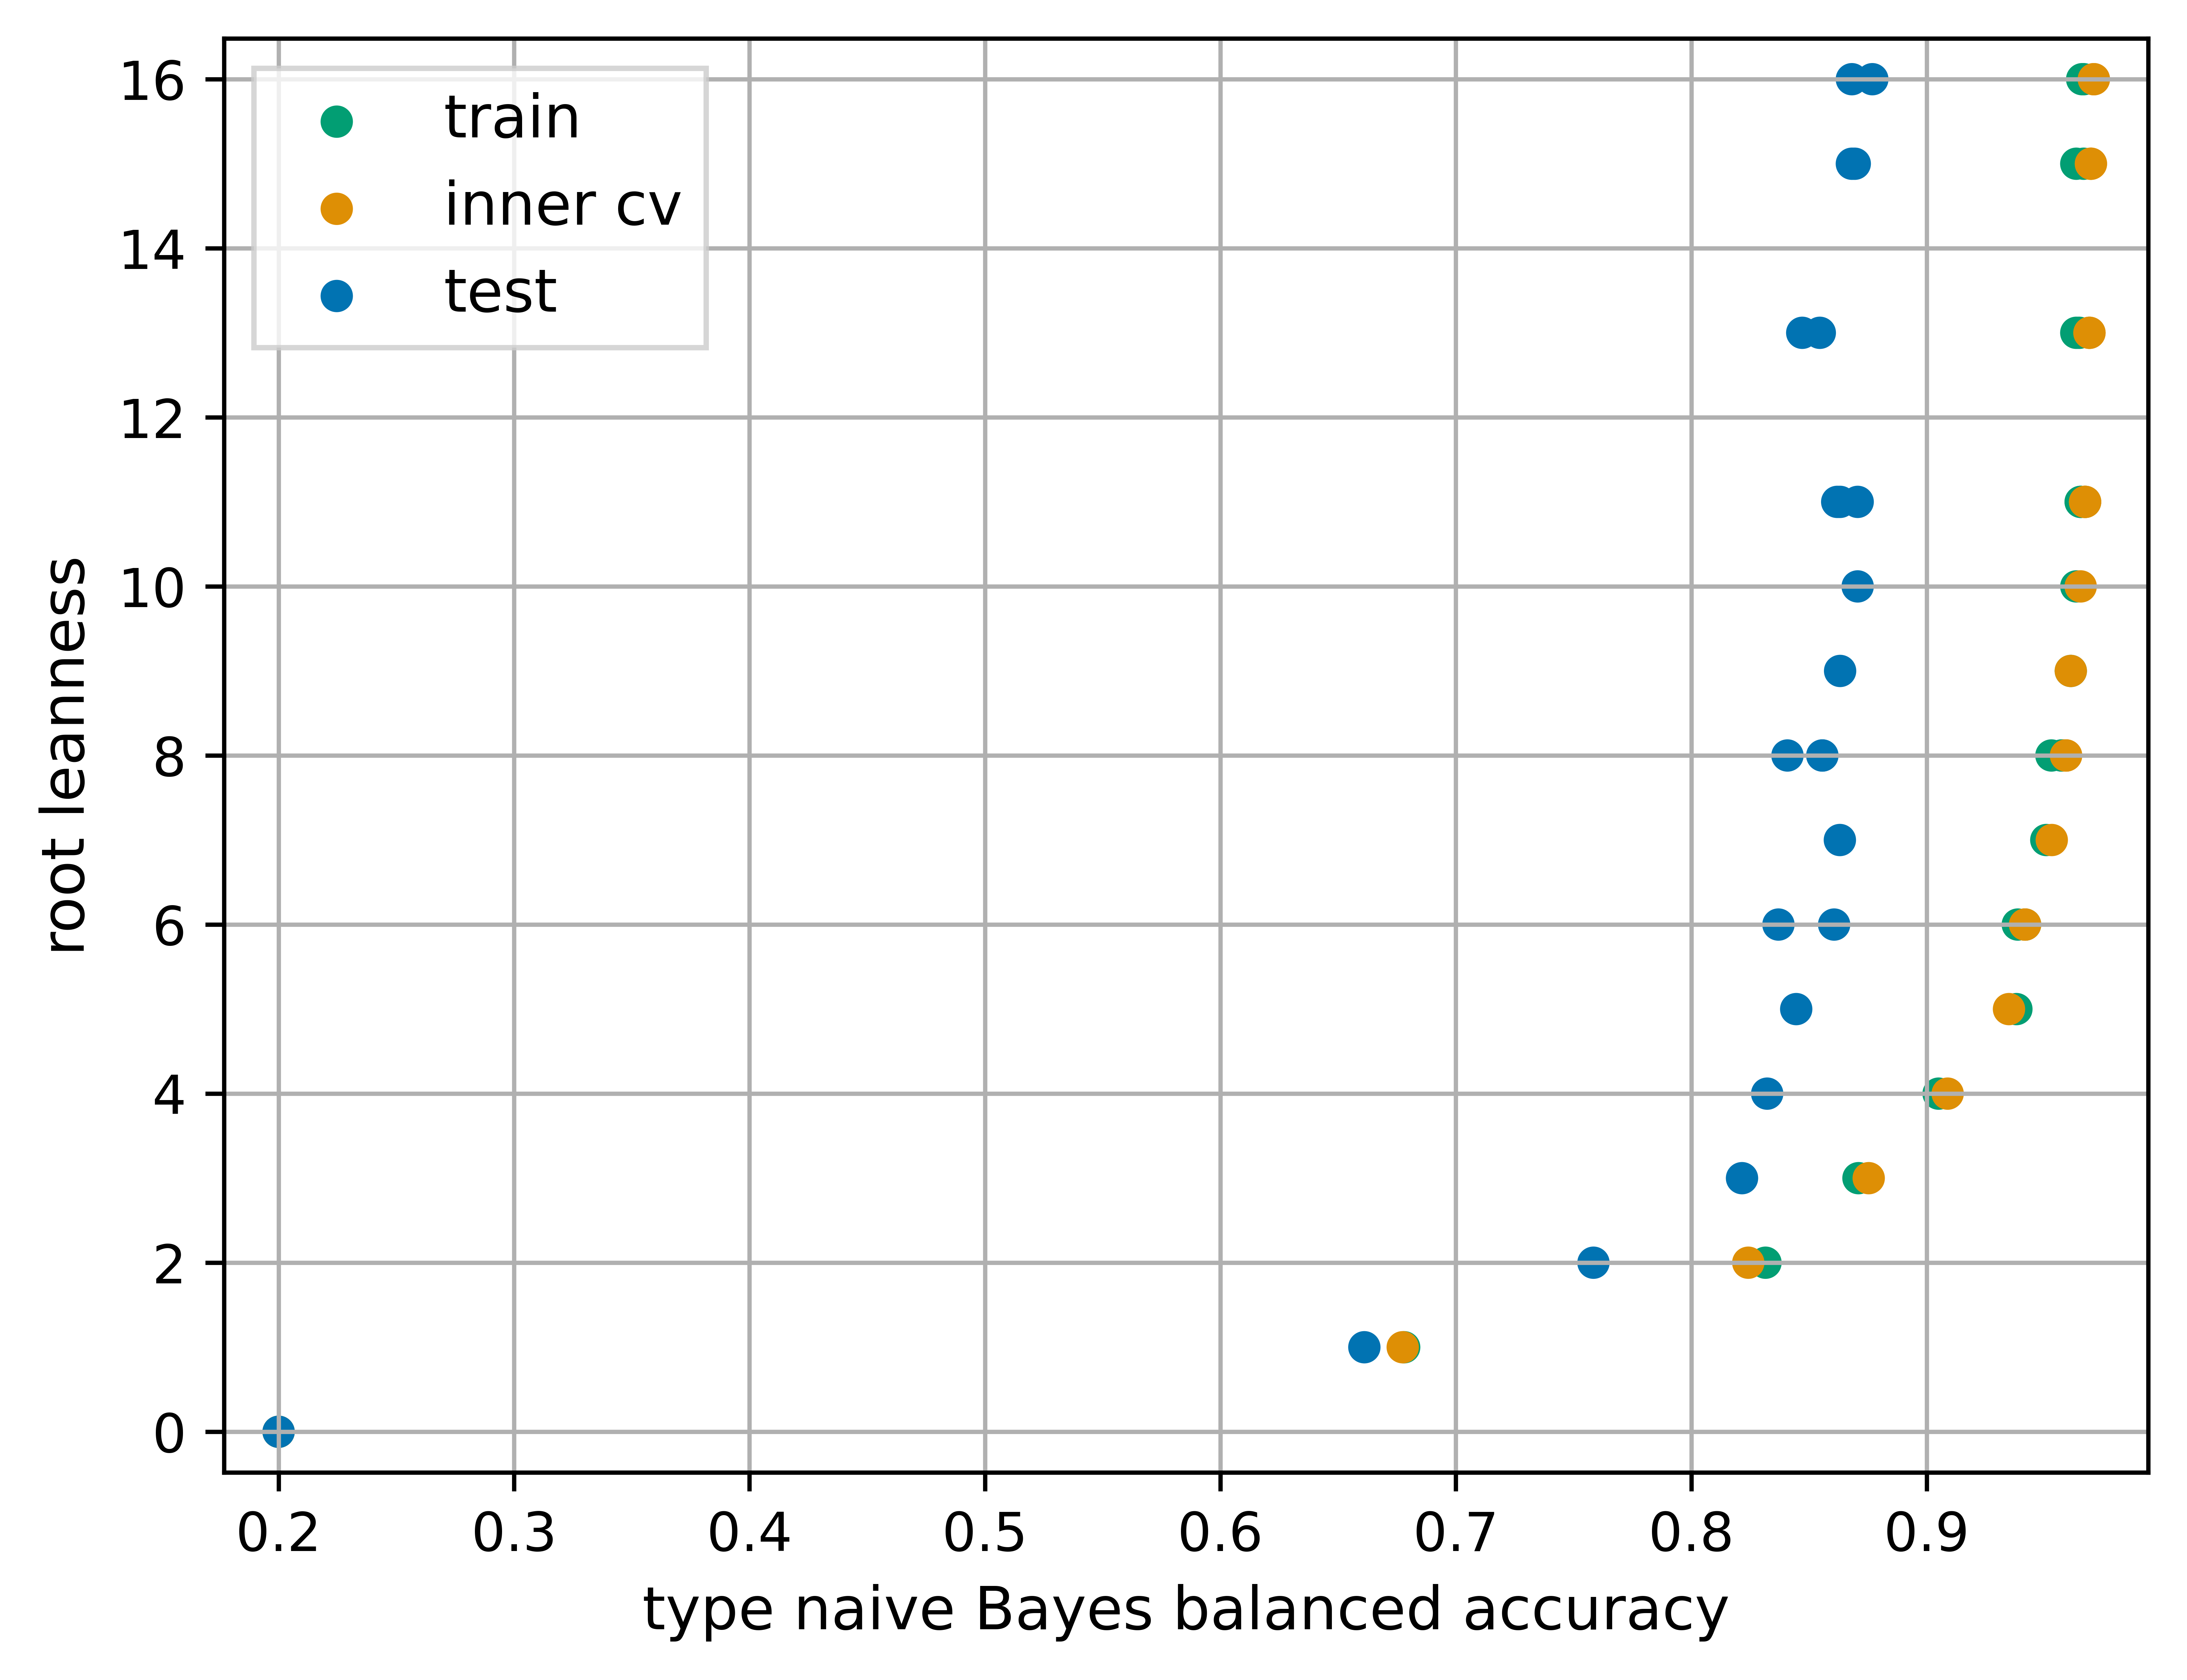 train
inner cv
test
root leanness
16
14
12
10
8
6
4
2
0
0.2 0.3 0.4 0.5 0.6 0.7 0.8 0.9
type naive Bayes balanced accuracy